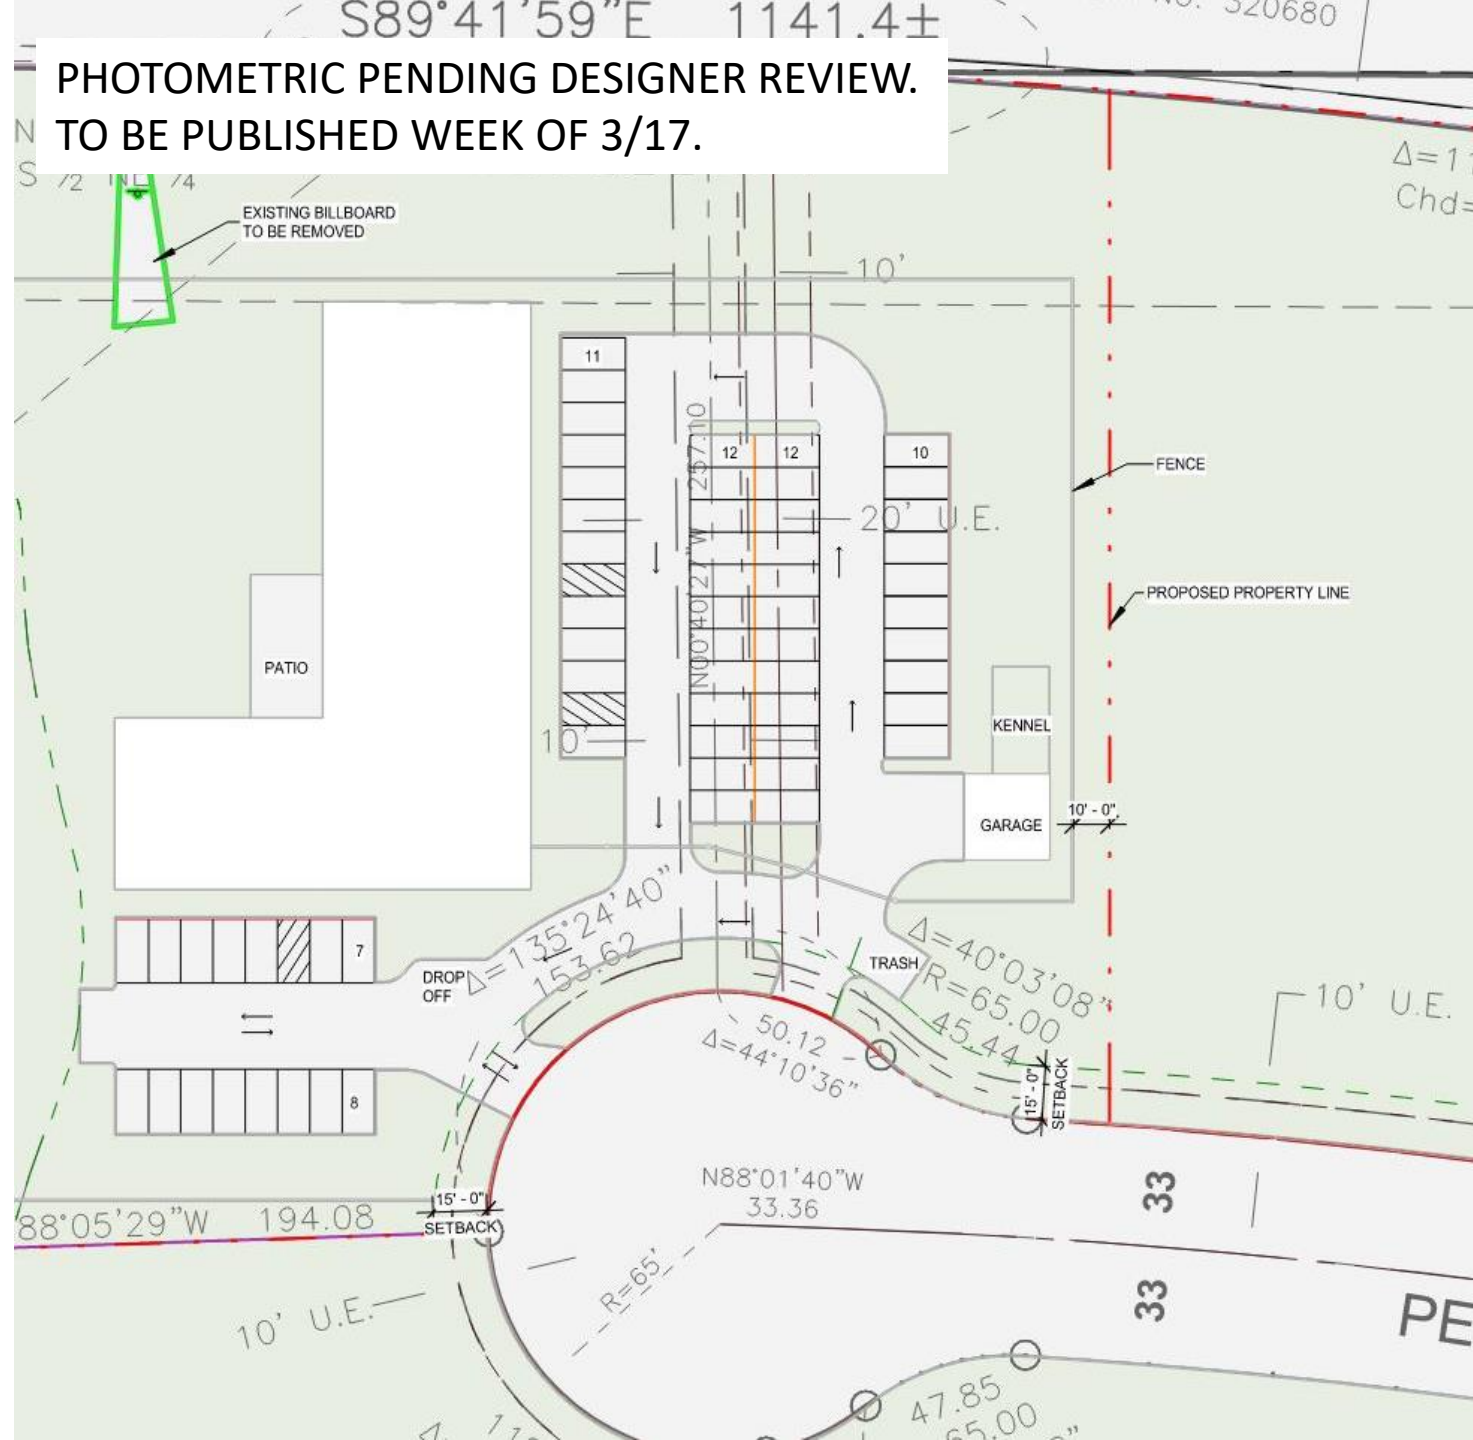 S89°41'59"E 1141.4±
320680
PHOTOMETRIC PENDING DESIGNER REVIEW.
TO BE PUBLISHED WEEK OF 3/17.
EXISTING BILLBOARD
TO BE REMOVED
Chd=
10'
11
12
12
10
FENCE
257.10
N00°40'27"W
20' U.E.
PROPOSED PROPERTY LINE
PATIO
KENNEL
10'
GARAGE
10' - 0"
7
DROP
OFF
Δ=135°24'40"
153.62
TRASH
Δ=40°03'08"
R=65.00
45.44
10' U.E.
50.12
Δ=44°10'36"
15' - 0"
SETBACK
8
N88°01'40"W
33.36
33
15' - 0"
SETBACK
88°05'29"W 194.08
R=65'
33
10' U.E.
PE
47.85
65.00